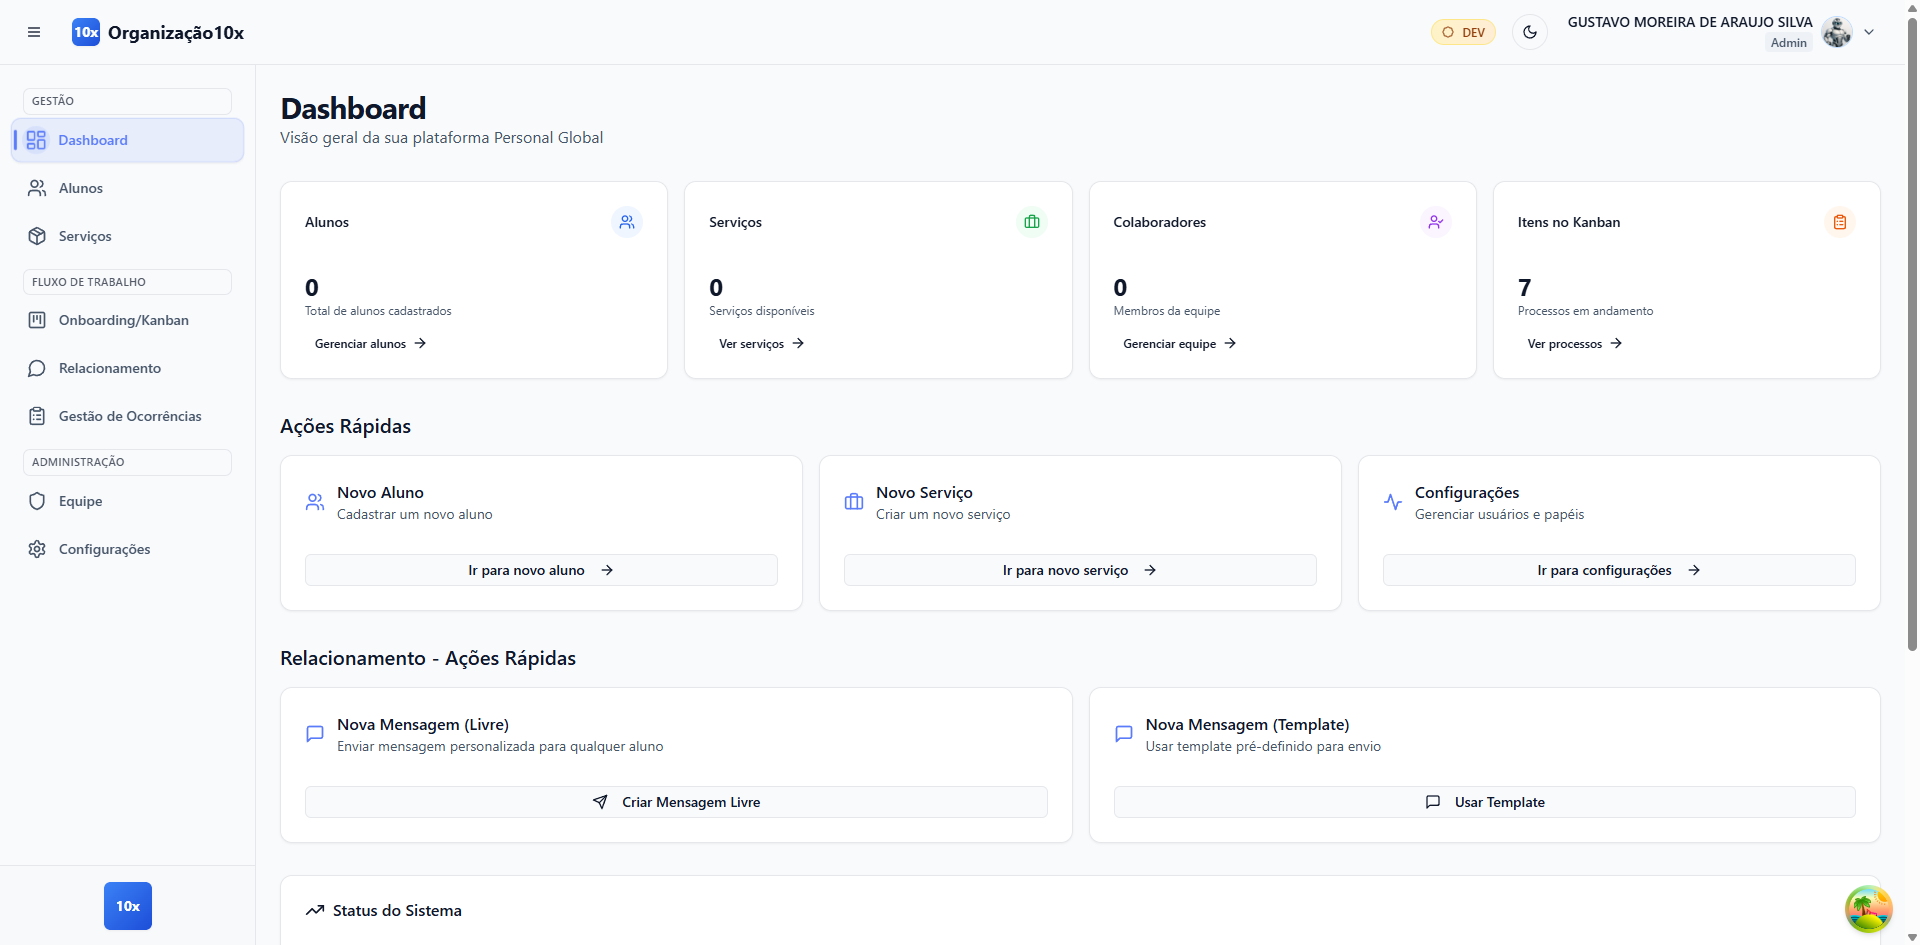 10x Organização10x
DEV
GUSTAVO MOREIRA DE ARAUJO SILVA
Admin
GESTÃO
Dashboard
Alunos
Serviços
FLUXO DE TRABALHO
Onboarding/Kanban
Relacionamento
Gestão de Ocorrências
ADMINISTRAÇÃO
Equipe
Configurações
10x
Dashboard
Visão geral da sua plataforma Personal Global
Alunos
0
Total de alunos cadastrados
Gerenciar alunos
Serviços
0
Serviços disponíveis
Ver serviços
Colaboradores
0
Membros da equipe
Gerenciar equipe
Itens no Kanban
7
Processos em andamento
Ver processos
Ações Rápidas
Novo Aluno
Cadastrar um novo aluno
Ir para novo aluno
Novo Serviço
Criar um novo serviço
Ir para novo serviço
Configurações
Gerenciar usuários e papéis
Ir para configurações
Relacionamento - Ações Rápidas
Nova Mensagem (Livre)
Enviar mensagem personalizada para qualquer aluno
Criar Mensagem Livre
Nova Mensagem (Template)
Usar template pré-definido para envio
Usar Template
Status do Sistema